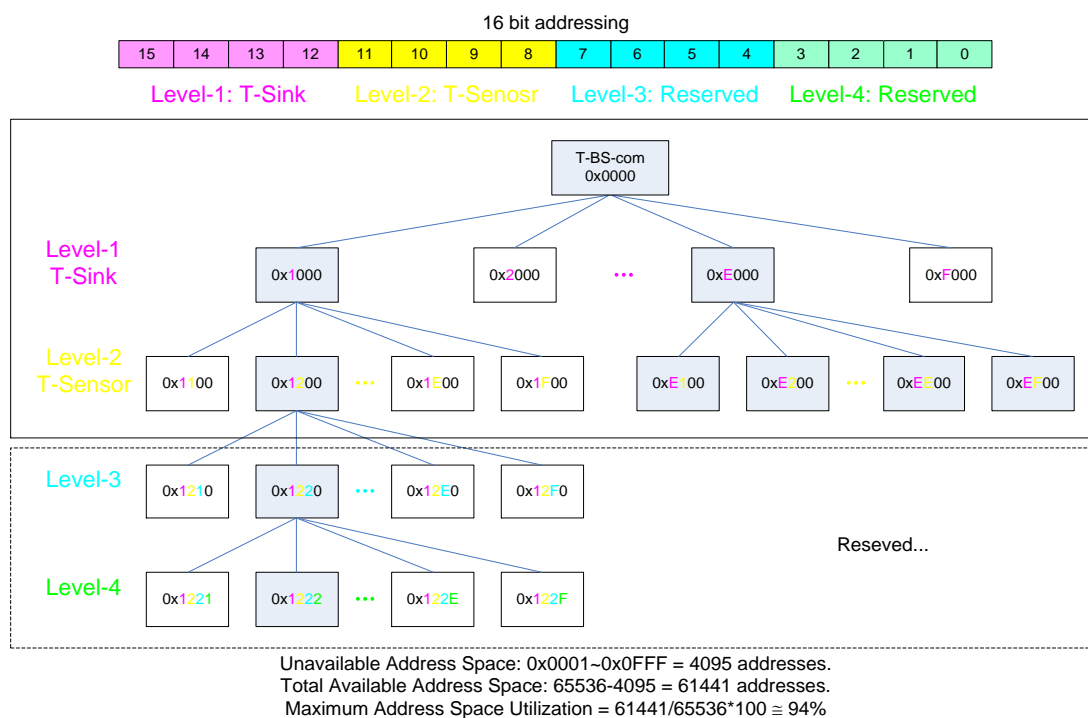 16 bit addressing
15 14 13 12 11 10 9 8 7 6 5 4 3 2 1 0
Level-1: T-Sink Level-2: T-Senosr Level-3: Reserved Level-4: Reserved
T-BS-com
0x0000
Level-1
T-Sink
0x1000 0x2000 ... 0xE000 0xF000
Level-2
T-Sensor
0x1100 0x1200 ... 0x1E00 0x1F00 0xE100 0xE200 ... 0xEE00 0xEF00
Level-3
0x1210 0x1220 ... 0x12E0 0x12F0
Reseved...
Level-4
0x1221 0x1222 ... 0x122E 0x122F
Unavailable Address Space: 0x0001~0x0FFF = 4095 addresses.
Total Available Address Space: 65536-4095 = 61441 addresses.
Maximum Address Space Utilization = 61441/65536*100 ≅ 94%